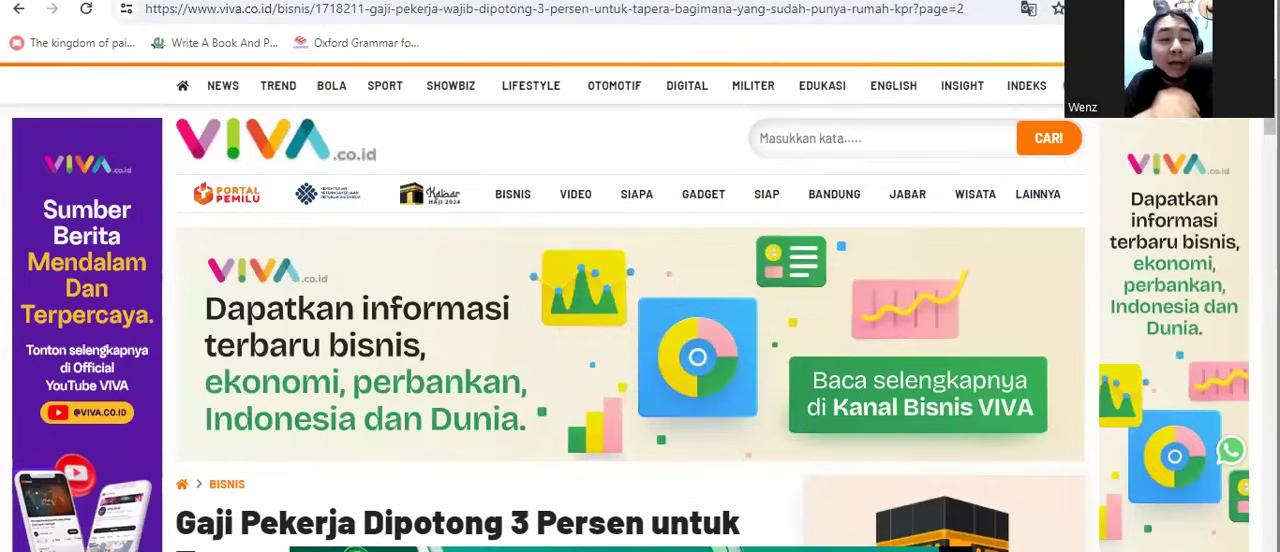 https://www.viva.co.id/bisnis/1718211-gaji-pekerja-wajib-dipotong-3-persen-untuk-tapera-bagimana-yang-sudah-punya-rumah-kpr?page=2
The kingdom of pai...
Write A Book And P...
Oxford Grammar fo...
Wenz
NEWS TREND BOLA SPORT SHOWBIZ LIFESTYLE OTOMOTIF DIGITAL MILITER EDUKASI ENGLISH INSIGHT INDEKS
VIVA.co.id
Masukkan kata.....
CARI
PORTAL PEMILU
KEMENTERIAN KETENAGAKERJAAN REPUBLIK INDONESIA
Kabar HAJI 2024
BISNIS VIDEO SIAPA GADGET SIAP BANDUNG JABAR WISATA LAINNYA
VIVA.co.id
Sumber
Berita
Mendalam
Dan
Terpercaya.
Tonton selengkapnya
di Official
YouTube VIVA
@VIVA.CO.ID
VIVA.co.id
Dapatkan informasi
terbaru bisnis,
ekonomi, perbankan,
Indonesia dan Dunia.
Baca selengkapnya
di Kanal Bisnis VIVA
VIVA.co.id
Dapatkan
informasi
terbaru bisnis,
ekonomi,
perbankan,
Indonesia dan
Dunia.
BISNIS
Gaji Pekerja Dipotong 3 Persen untuk